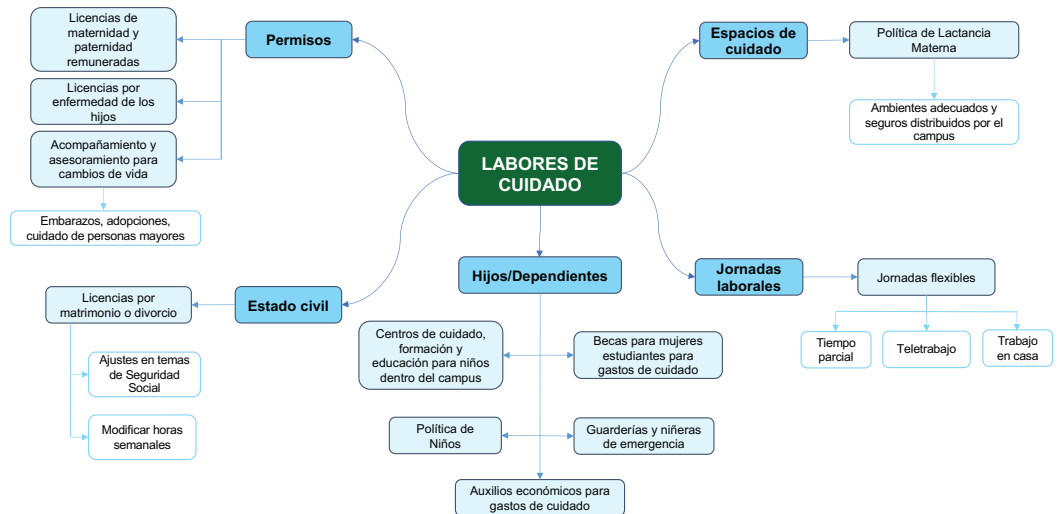 Licencias de
maternidad y
paternidad
remuneradas
Permisos
Licencias por
enfermedad de los
hijos
Acompañamiento y
asesoramiento para
cambios de vida
Embarazos, adopciones,
cuidado de personas mayores
Espacios de
cuidado
Política de Lactancia
Materna
Ambientes adecuados y
seguros distribuidos por el
campus
LABORES DE
CUIDADO
Licencias por
matrimonio o divorcio
Estado civil
Ajustes en temas
de Seguridad
Social
Modificar horas
semanales
Hijos/Dependientes
Centros de cuidado,
formación y
educación para niños
dentro del campus
Becas para mujeres
estudiantes para
gastos de cuidado
Política de
Niños
Guarderías y niñeras
de emergencia
Auxilios económicos para
gastos de cuidado
Jornadas
laborales
Jornadas flexibles
Tiempo
parcial
Teletrabajo
Trabajo
en casa